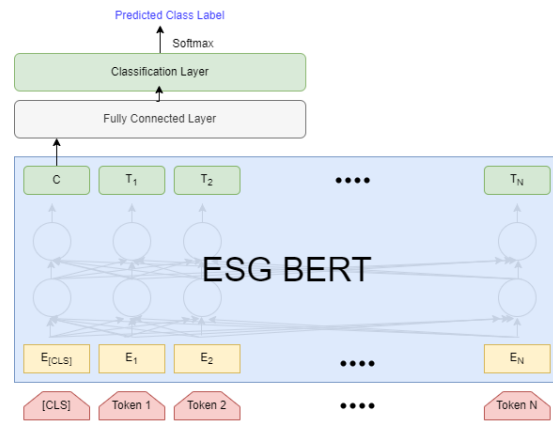 Predicted Class Label
Softmax
Classification Layer
Fully Connected Layer
C T1 T2 •••• TN
ESG BERT
E[CLS] E1 E2 •••• EN
[CLS] Token 1 Token 2 •••• Token N